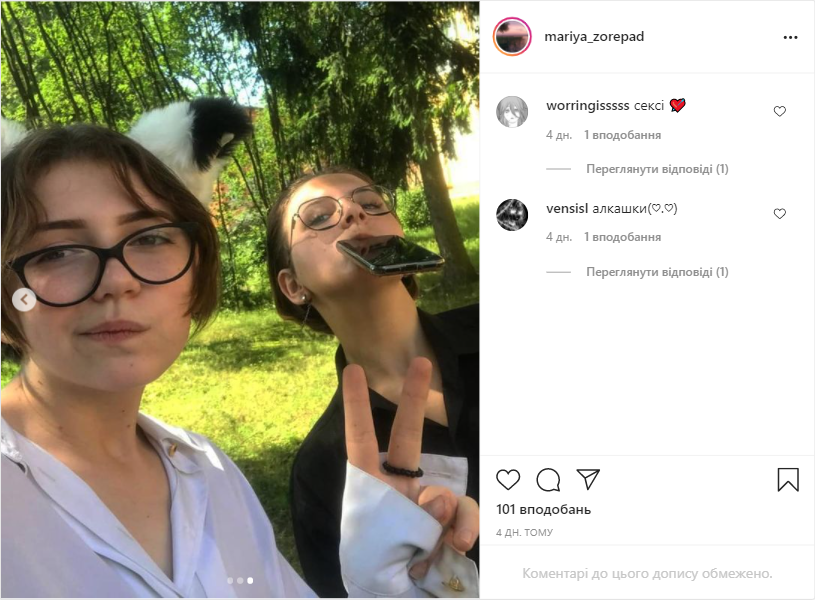 mariya_zorepad
worringisssss сексі 💘
4 дн. 1 вподобання
Переглянути відповіді (1)
vensisl алкашки(♡.♡)
4 дн. 1 вподобання
Переглянути відповіді (1)
101 вподобань
4 ДН. ТОМУ
Коментарі до цього допису обмежено.